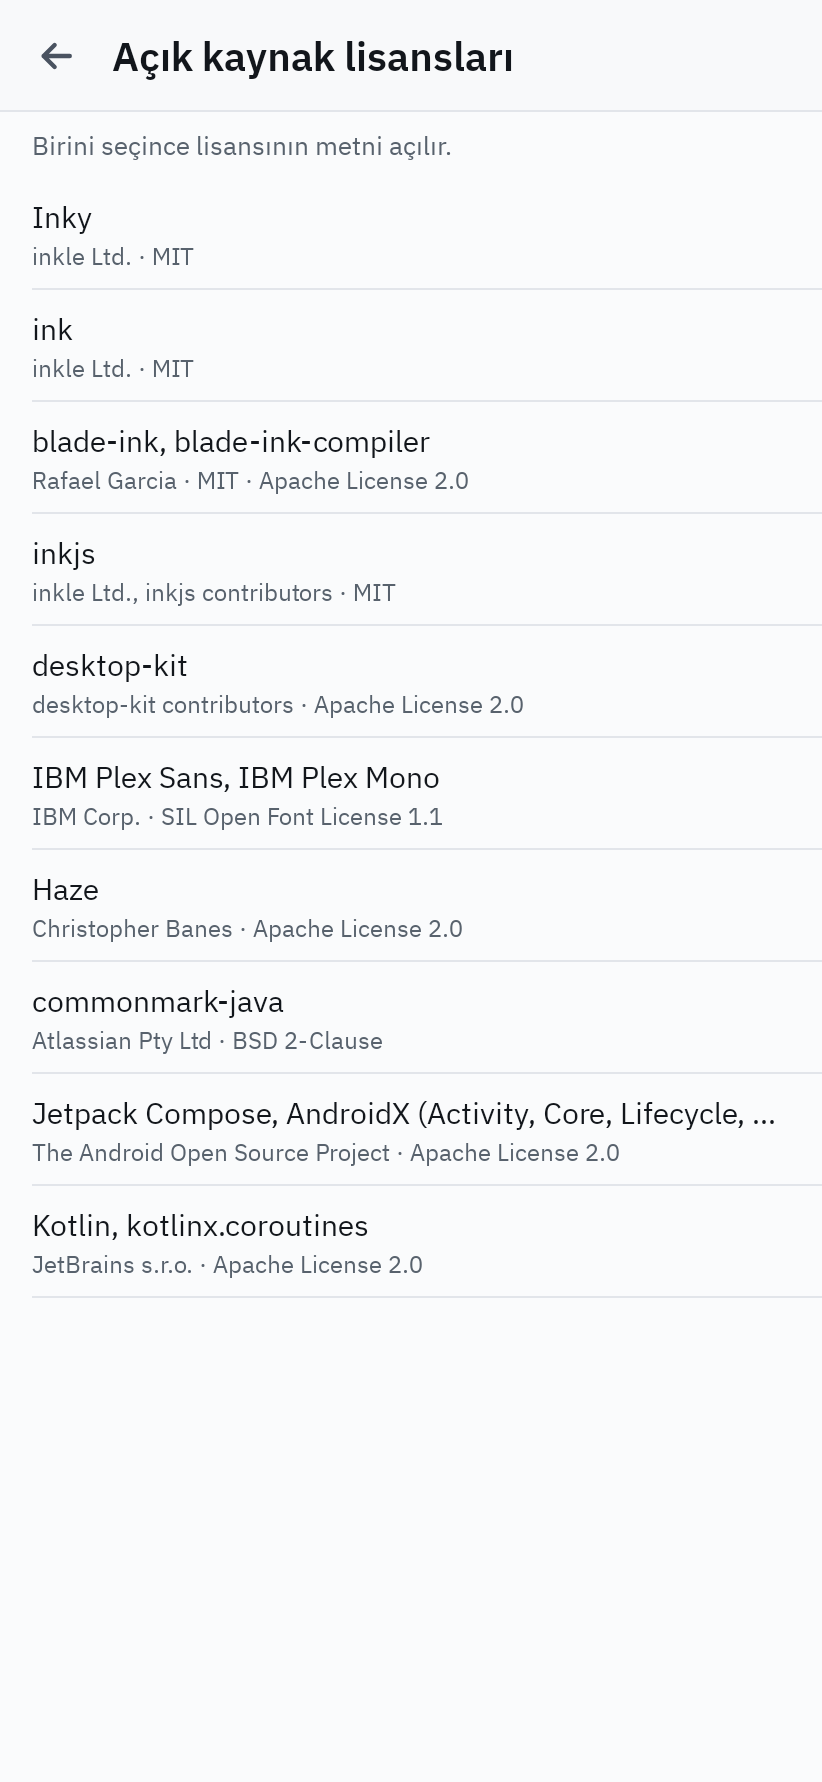 Açık kaynak lisansları
Birini seçince lisansının metni açılır.
Inky
inkle Ltd. · MIT
ink
inkle Ltd. · MIT
blade-ink, blade-ink-compiler
Rafael Garcia · MIT · Apache License 2.0
inkjs
inkle Ltd., inkjs contributors · MIT
desktop-kit
desktop-kit contributors · Apache License 2.0
IBM Plex Sans, IBM Plex Mono
IBM Corp. · SIL Open Font License 1.1
Haze
Christopher Banes · Apache License 2.0
commonmark-java
Atlassian Pty Ltd · BSD 2-Clause
Jetpack Compose, AndroidX (Activity, Core, Lifecycle, ...
The Android Open Source Project · Apache License 2.0
Kotlin, kotlinx.coroutines
JetBrains s.r.o. · Apache License 2.0